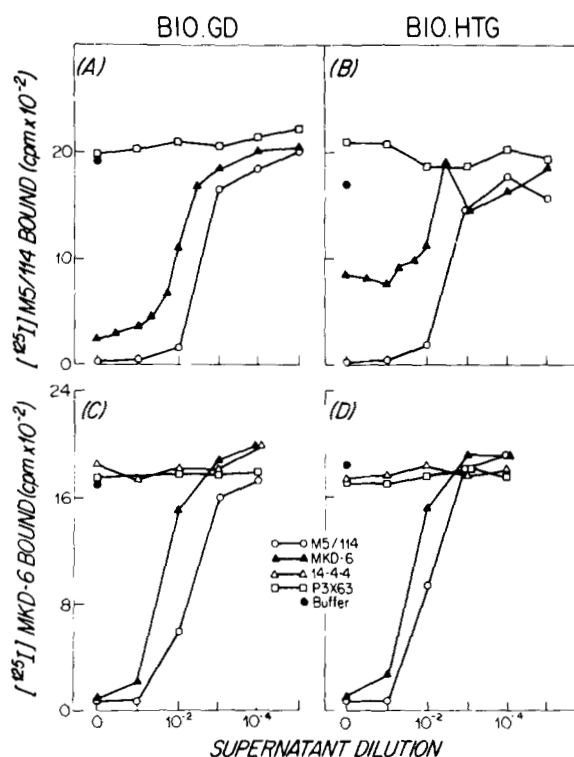 BIO.GD
BIO.HTG
(A)
(B)
[¹²⁵I] M5/114 BOUND (cpm x 10⁻²)
20
10
0
(C)
(D)
[¹²⁵I] MKD-6 BOUND (cpm x 10⁻²)
24
16
8
0
M5/114
MKD-6
14-4-4
P3X63
Buffer
0
10⁻²
10⁻⁴
0
10⁻²
10⁻⁴
SUPERNATANT DILUTION